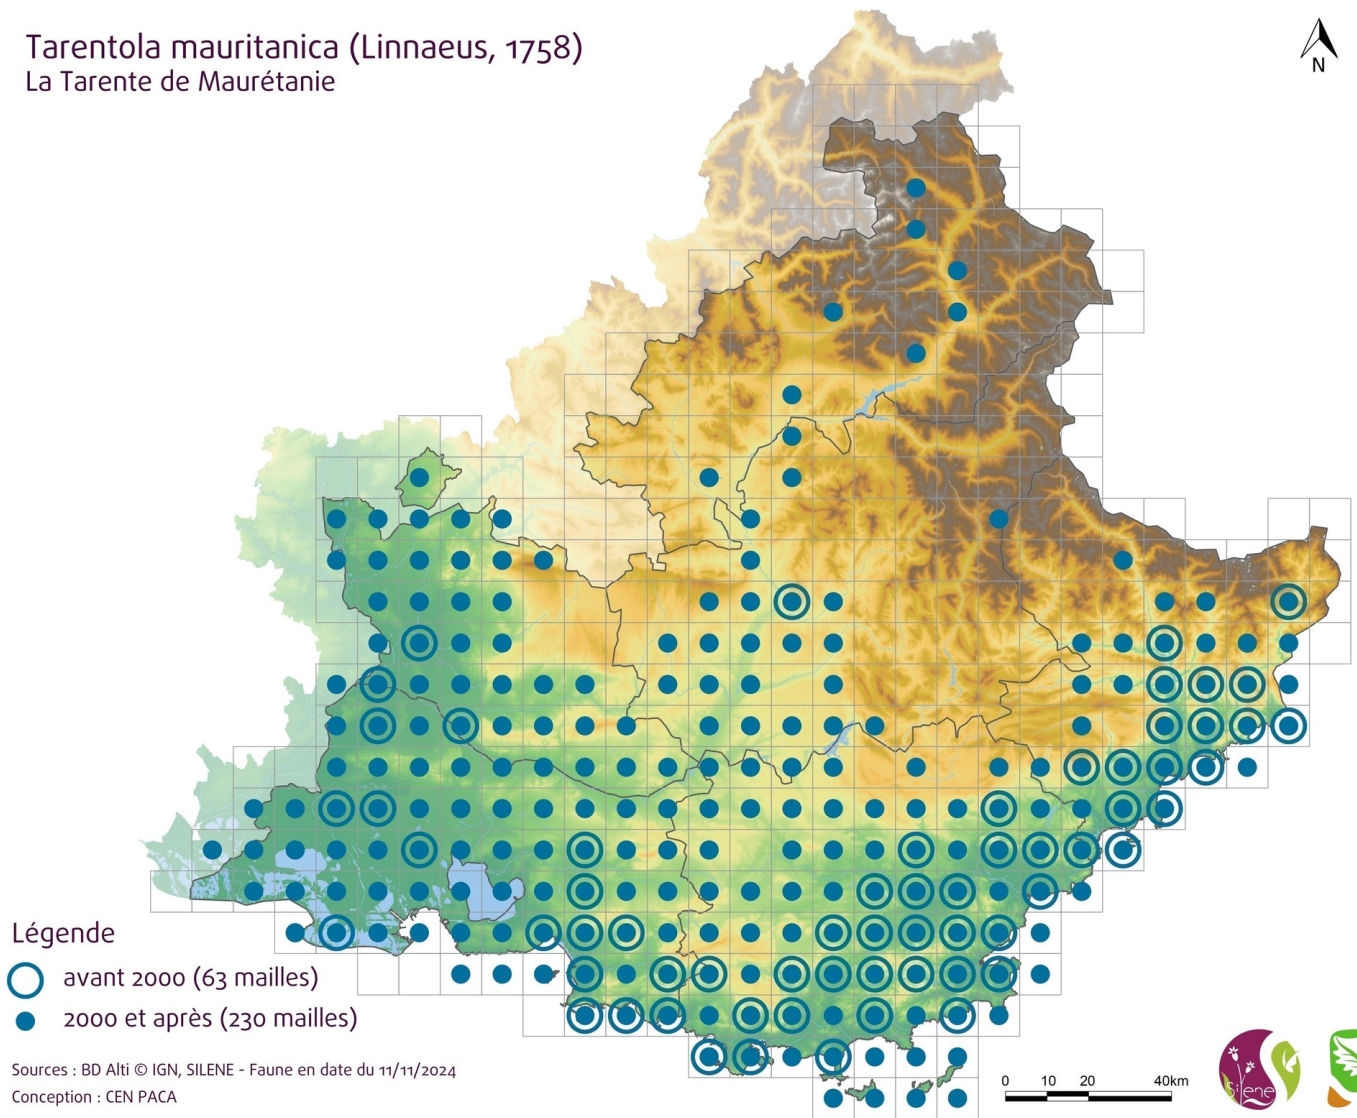 Tarentola mauritanica (Linnaeus, 1758)
La Tarente de Maurétanie
N
Légende
avant 2000 (63 mailles)
2000 et après (230 mailles)
Sources : BD Alti © IGN, SILENE - Faune en date du 11/11/2024
Conception : CEN PACA
0 10 20 40km
Silene